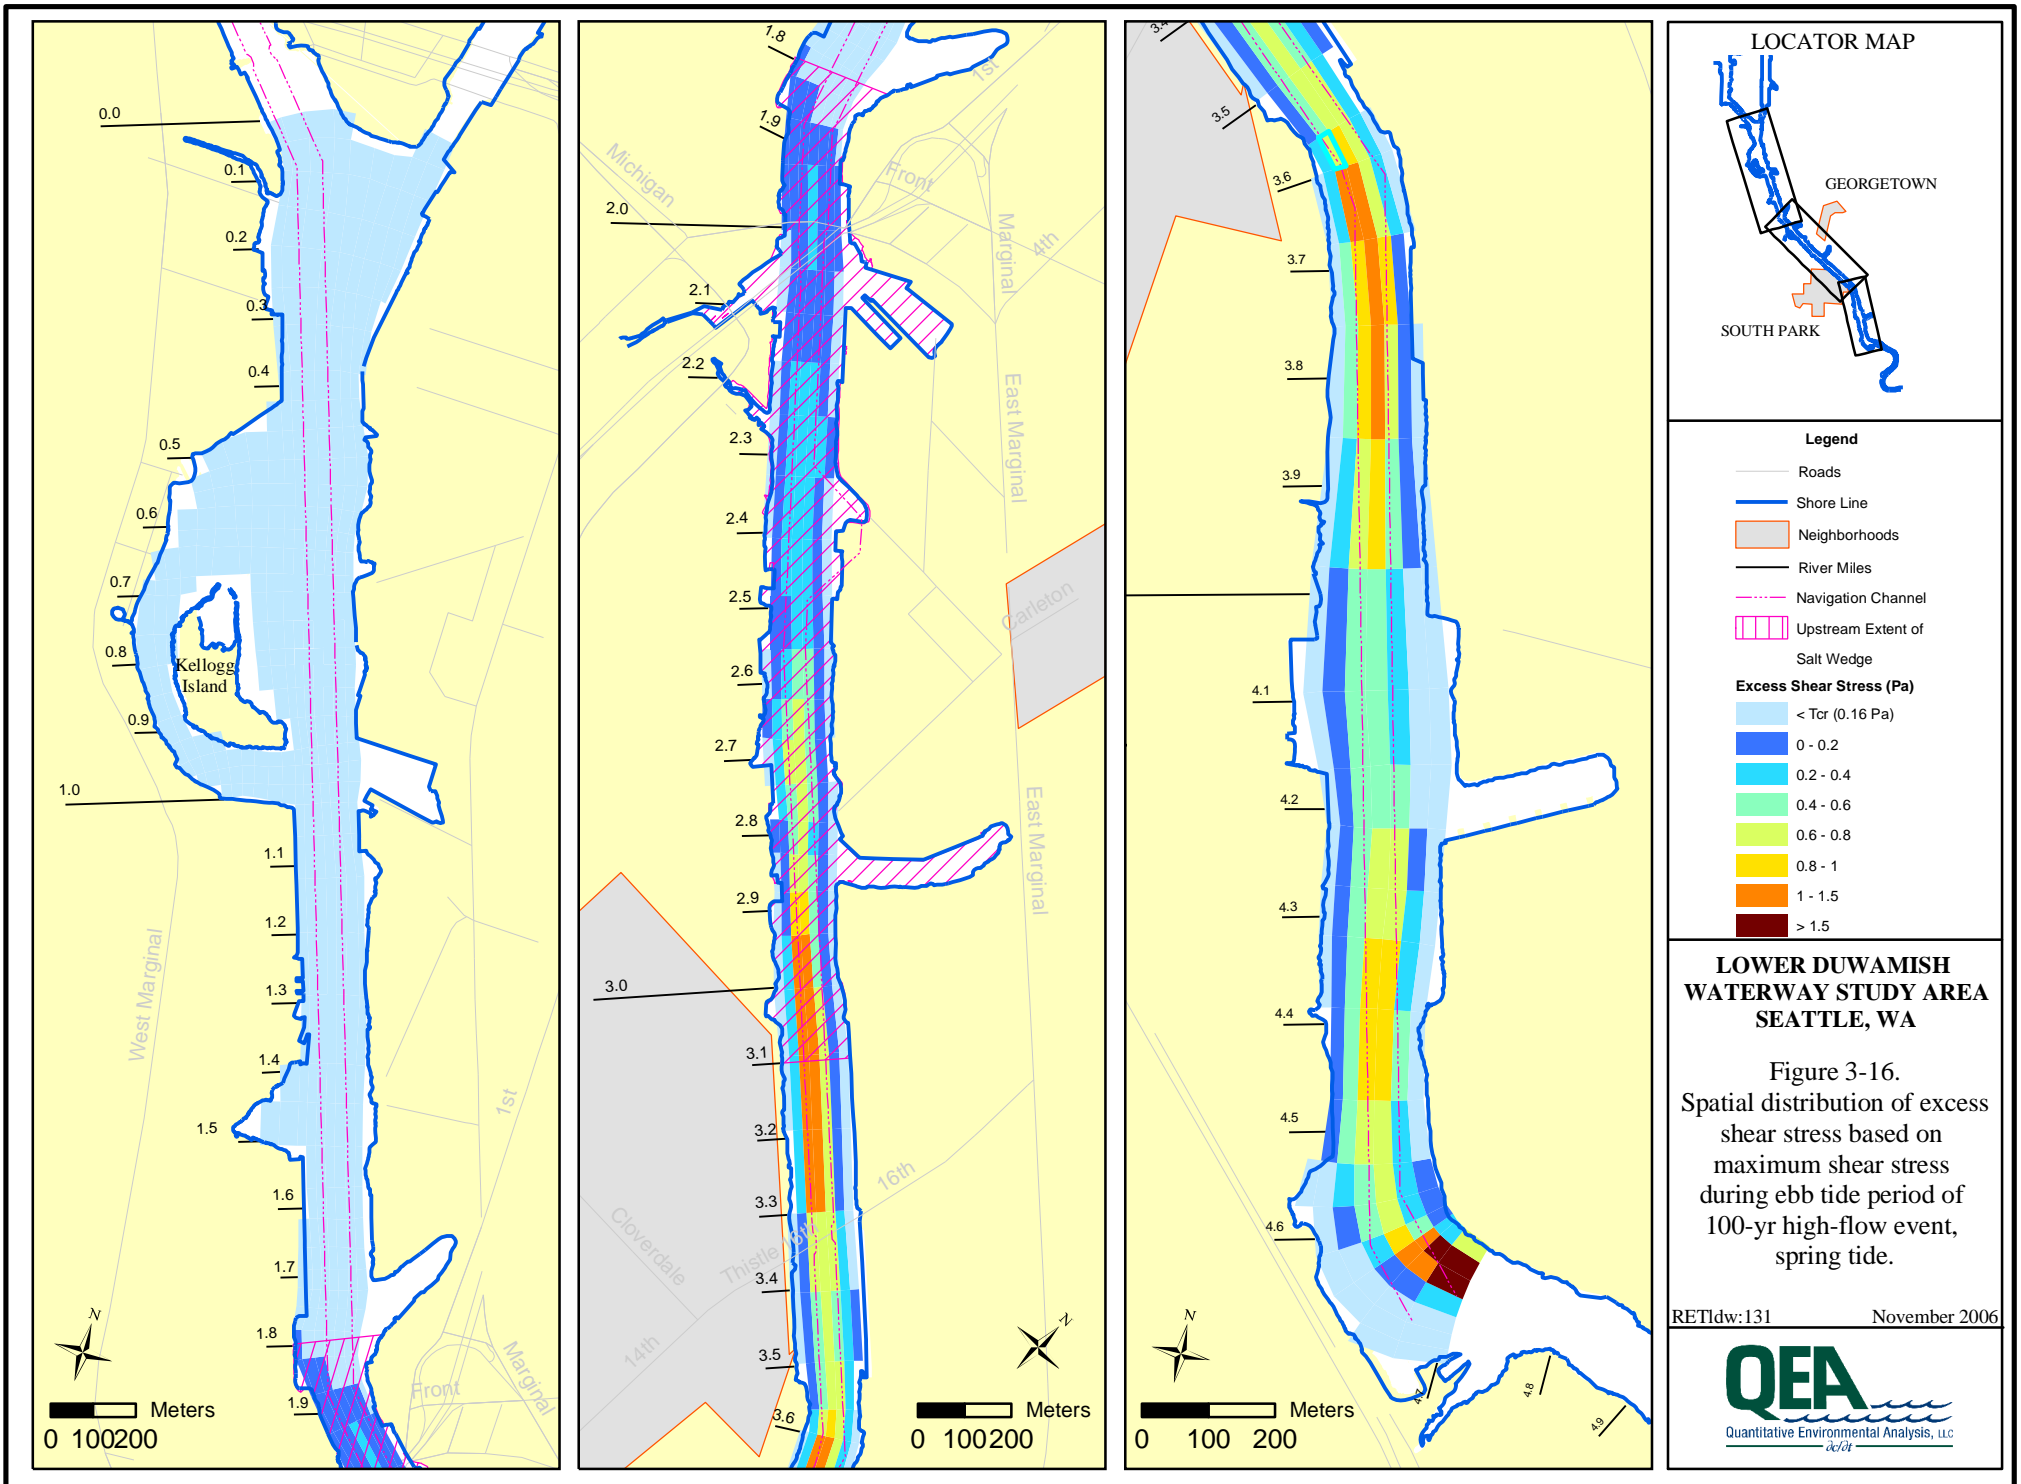 0.0
0.1
0.2
0.3
0.4
0.5
0.6
0.7
0.8
0.9
1.0
1.1
1.2
1.3
1.4
1.5
1.6
1.7
1.8
1.9
Kellogg
Island
West Marginal
1st
Front
Marginal
N
Meters
0 100200
1.8
1.9
2.0
2.1
2.2
2.3
2.4
2.5
2.6
2.7
2.8
2.9
3.0
3.1
3.2
3.3
3.4
3.5
3.6
Michigan
1st
Front
Marginal
4th
East Marginal
Carleton
East Marginal
16th
Thistle 16th
Cloverdale
14th
N
Meters
0 100200
3.4
3.5
3.6
3.7
3.8
3.9
4.1
4.2
4.3
4.4
4.5
4.6
4.7
4.8
4.9
N
Meters
0 100 200
LOCATOR MAP
GEORGETOWN
SOUTH PARK
Legend
Roads
Shore Line
Neighborhoods
River Miles
Navigation Channel
Upstream Extent of
Salt Wedge
Excess Shear Stress (Pa)
< Tcr (0.16 Pa)
0 - 0.2
0.2 - 0.4
0.4 - 0.6
0.6 - 0.8
0.8 - 1
1 - 1.5
> 1.5
LOWER DUWAMISH
WATERWAY STUDY AREA
SEATTLE, WA
Figure 3-16.
Spatial distribution of excess
shear stress based on
maximum shear stress
during ebb tide period of
100-yr high-flow event,
spring tide.
RETldw:131 November 2006
QEA
Quantitative Environmental Analysis, LLC
∂c/∂t